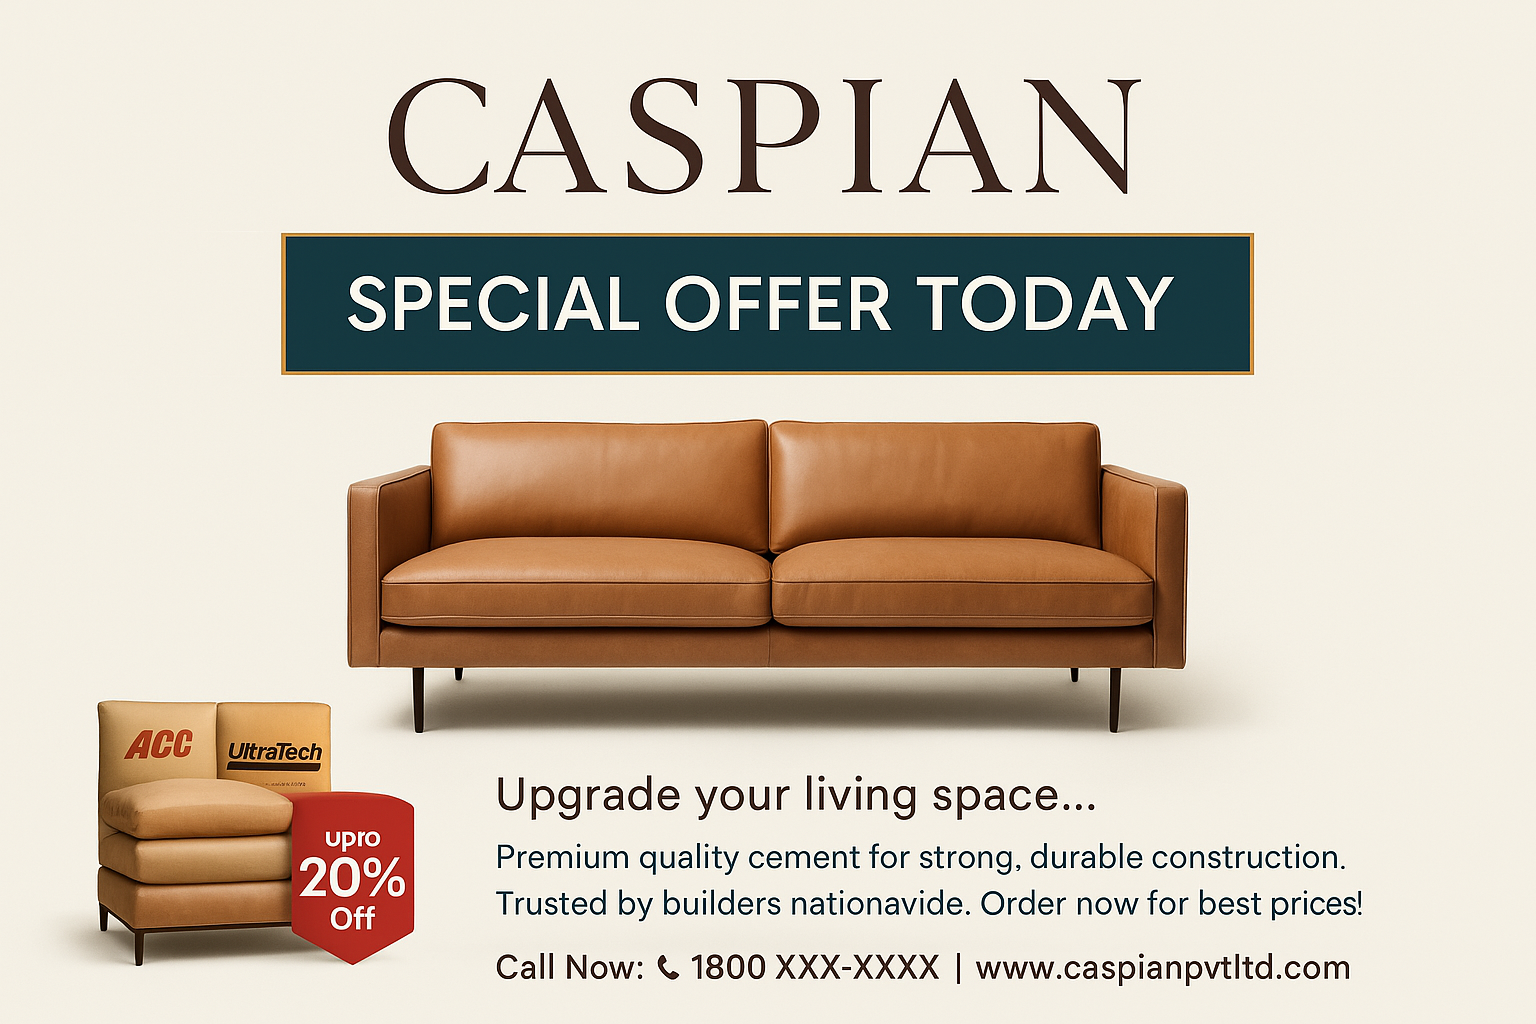 CASPIAN
SPECIAL OFFER TODAY
ACC
UltraTech
upro
20%
Off
Upgrade your living space...
Premium quality cement for strong, durable construction.
Trusted by builders nationavide. Order now for best prices!
Call Now: 1800 XXX-XXXX | www.caspianpvtltd.com